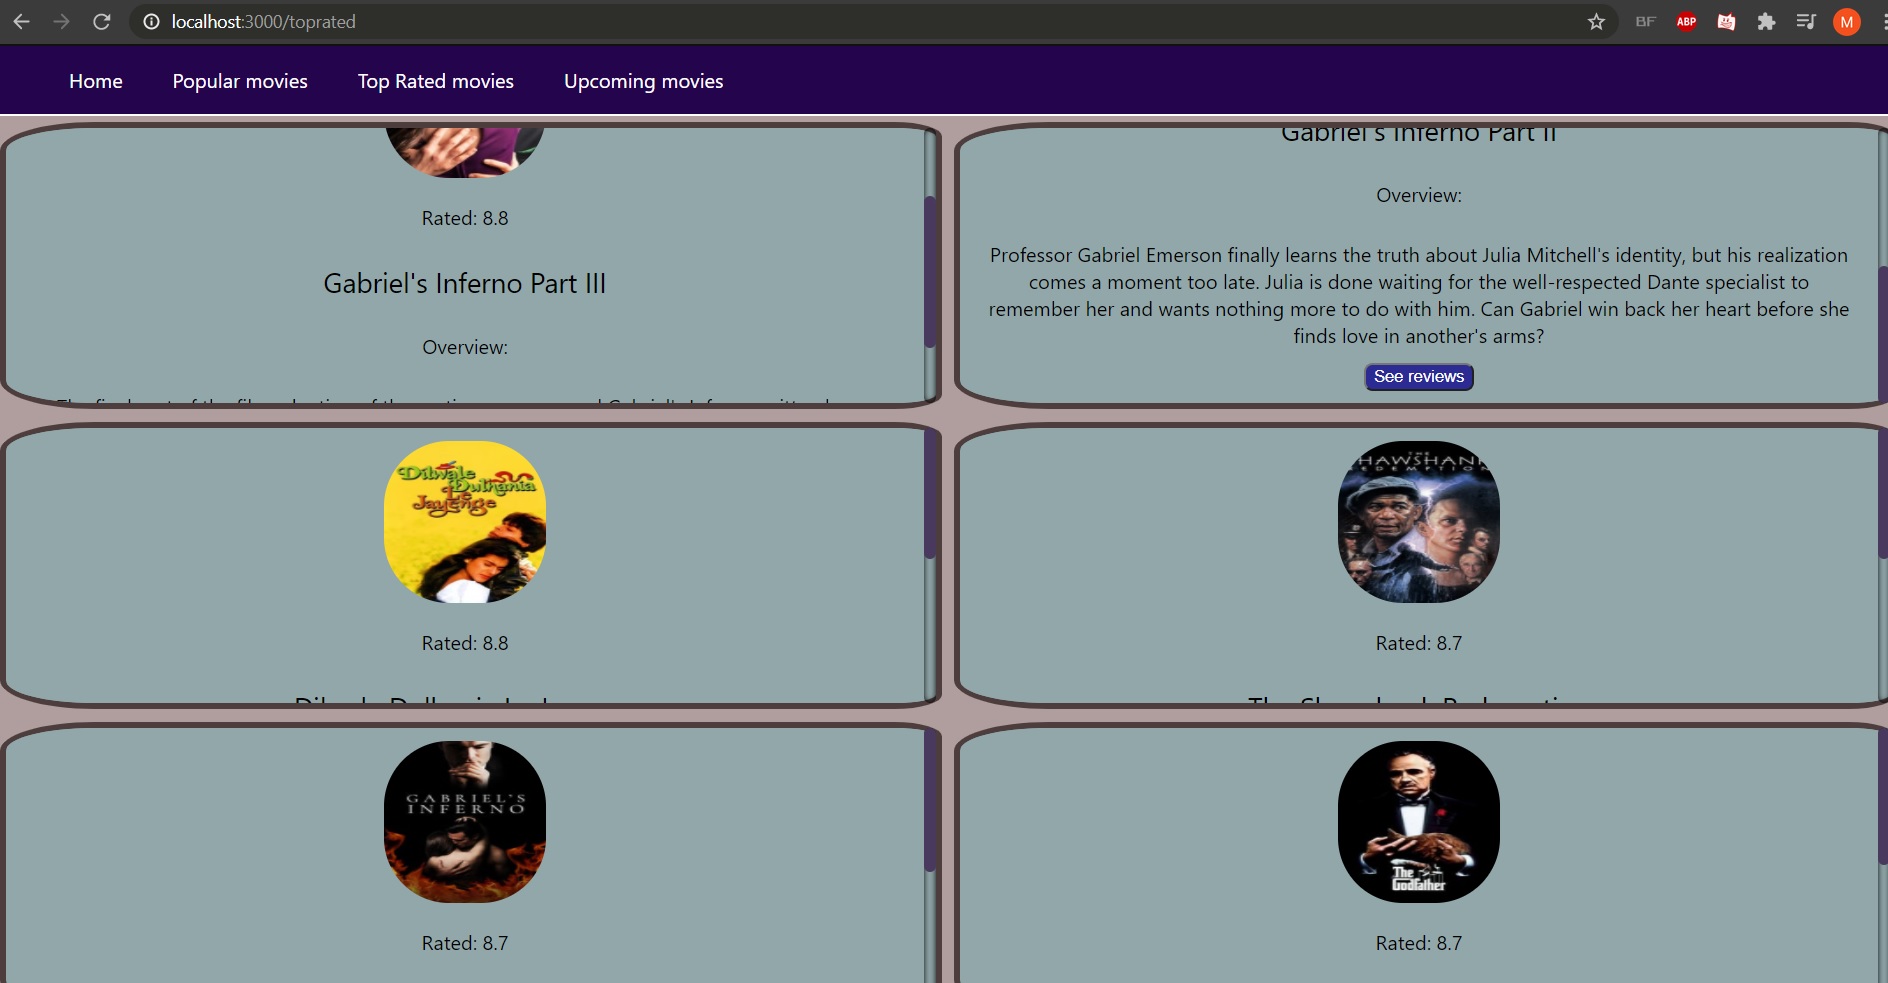 localhost:3000/toprated
BF
ABP
M
Home Popular movies Top Rated movies Upcoming movies
Rated: 8.8
Gabriel's Inferno Part III
Overview:
Gabriel's Inferno Part II
Overview:
Professor Gabriel Emerson finally learns the truth about Julia Mitchell's identity, but his realization
comes a moment too late. Julia is done waiting for the well-respected Dante specialist to
remember her and wants nothing more to do with him. Can Gabriel win back her heart before she
finds love in another's arms?
See reviews
Dilwale
Dulhania
Le
Jayenge
Rated: 8.8
THE
HAWSHAN
REDEMPTION
Rated: 8.7
The Shawshank Redemption
GABRIEL'S
INFERNO
Rated: 8.7
The
Godfather
Rated: 8.7